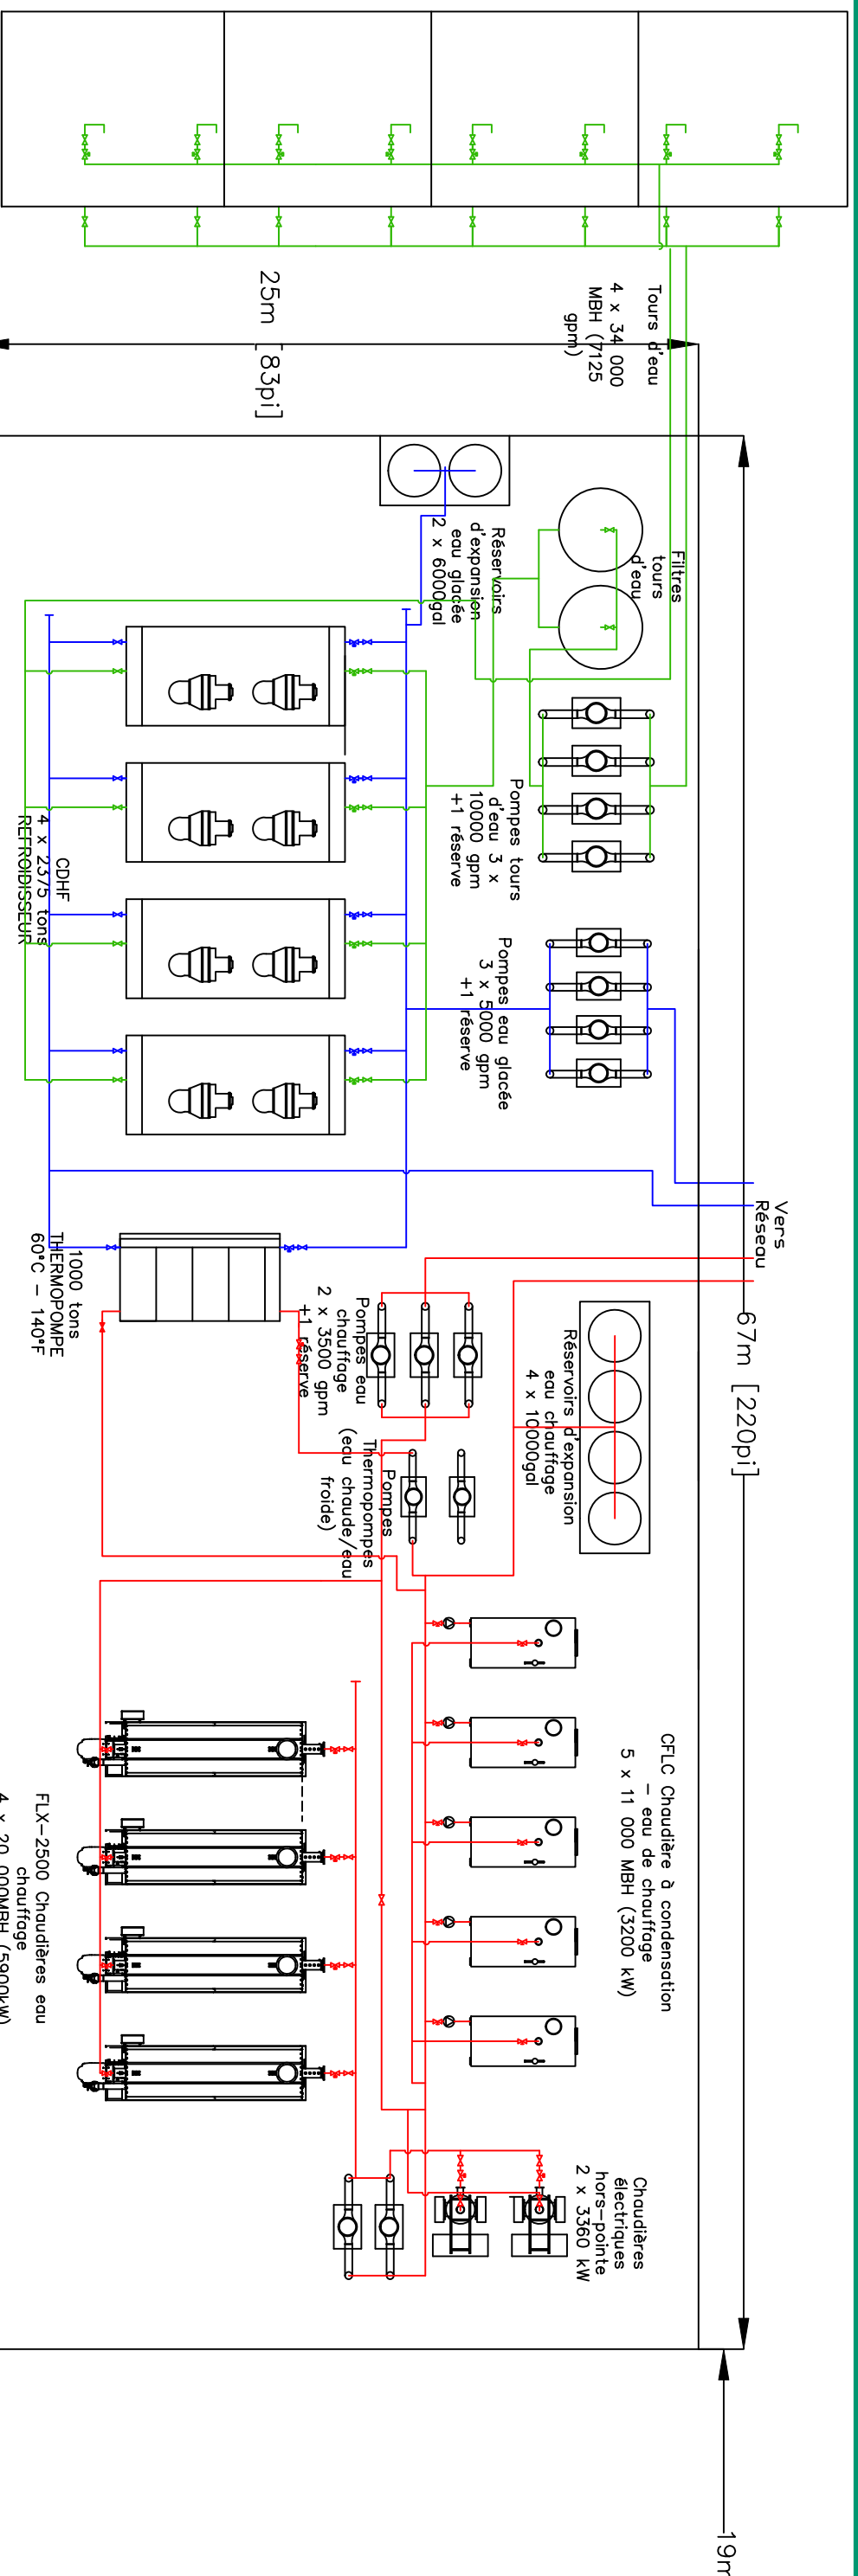 Tours d'eau
4 x 34 000
MBH (7125
gpm)
25m [83pi]
Filtres
tours
d'eau
Réservoirs
d'expansion
eau glacée
2 x 6000gal
Pompes tours
d'eau 3 x
10000 gpm
+1 réserve
CDHF
4 x 2375 tons
REFROIDISSEUR
Pompes eau glacée
3 x 5000 gpm
+1 réserve
Vers
Réseau
67m [220pi]
1000 tons
THERMOPOMPE
60°C – 140°F
Pompes eau
chauffage
2 x 3500 gpm
+1 réserve
Réservoirs d'expansion
eau chauffage
4 x 10000gal
Pompes
Thermopompes
(eau chaude/eau
froide)
CFLC Chaudière à condensation
– eau de chauffage
5 x 11 000 MBH (3200 kW)
FLX–2500 Chaudières eau
chauffage
4 x 20 000MBH (5900kW)
Chaudières
électriques
hors–pointe
2 x 3360 kW
19m